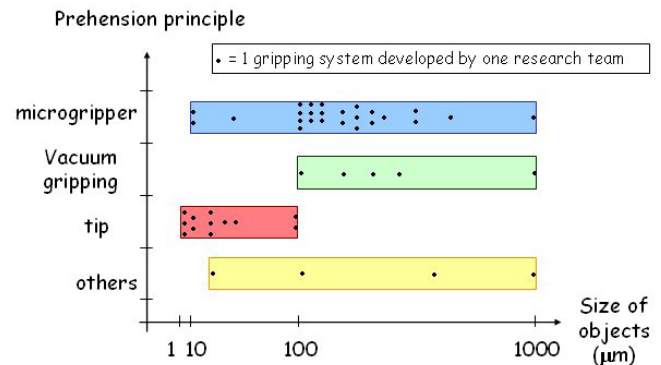 Prehension principle
• = 1 gripping system developed by one research team
microgripper
Vacuum
gripping
tip
others
Size of
objects
(μm)
1 10 100 1000